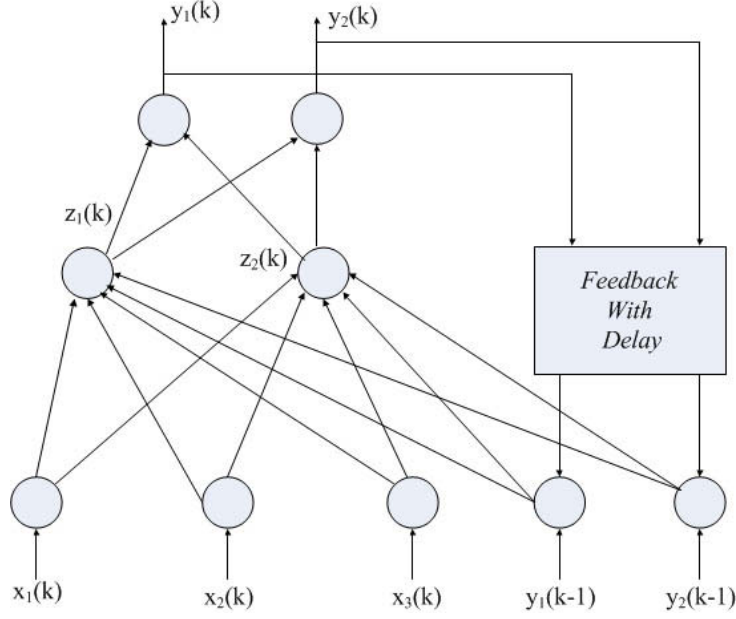 y₁(k)
y₂(k)
z₁(k)
z₂(k)
Feedback
With
Delay
x₁(k)
x₂(k)
x₃(k)
y₁(k-1)
y₂(k-1)